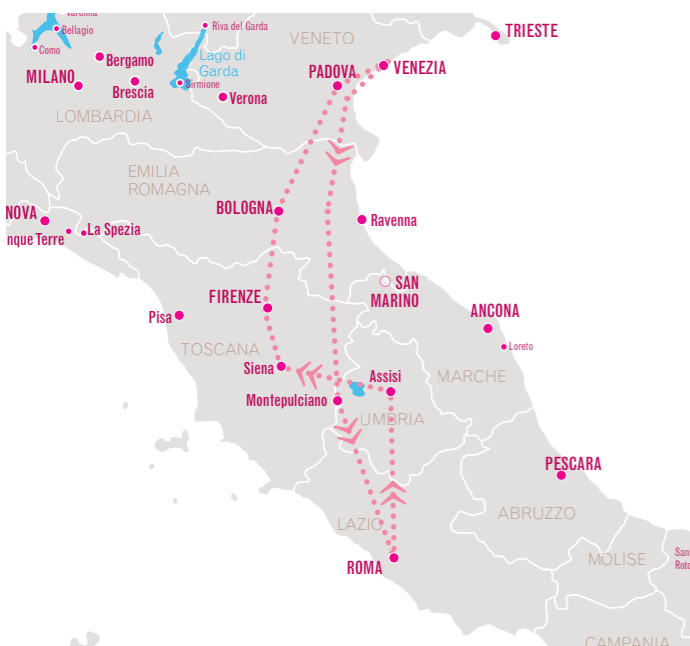 Varenna
Bellagio
Como
Riva del Garda
VENETO
TRIESTE
Bergamo
Lago di
Garda
VENEZIA
MILANO
PADOVA
Brescia
Sirmione
Verona
LOMBARDIA
EMILIA
ROMAGNA
NOVA
BOLOGNA
Ravenna
nque Terre
La Spezia
SAN
MARINO
FIRENZE
ANCONA
Pisa
Loreto
TOSCANA
Siena
Assisi
MARCHE
Montepulciano
UMBRIA
PESCARA
LAZIO
ABRUZZO
ROMA
MOLISE
San
Roto
CAMPANIA